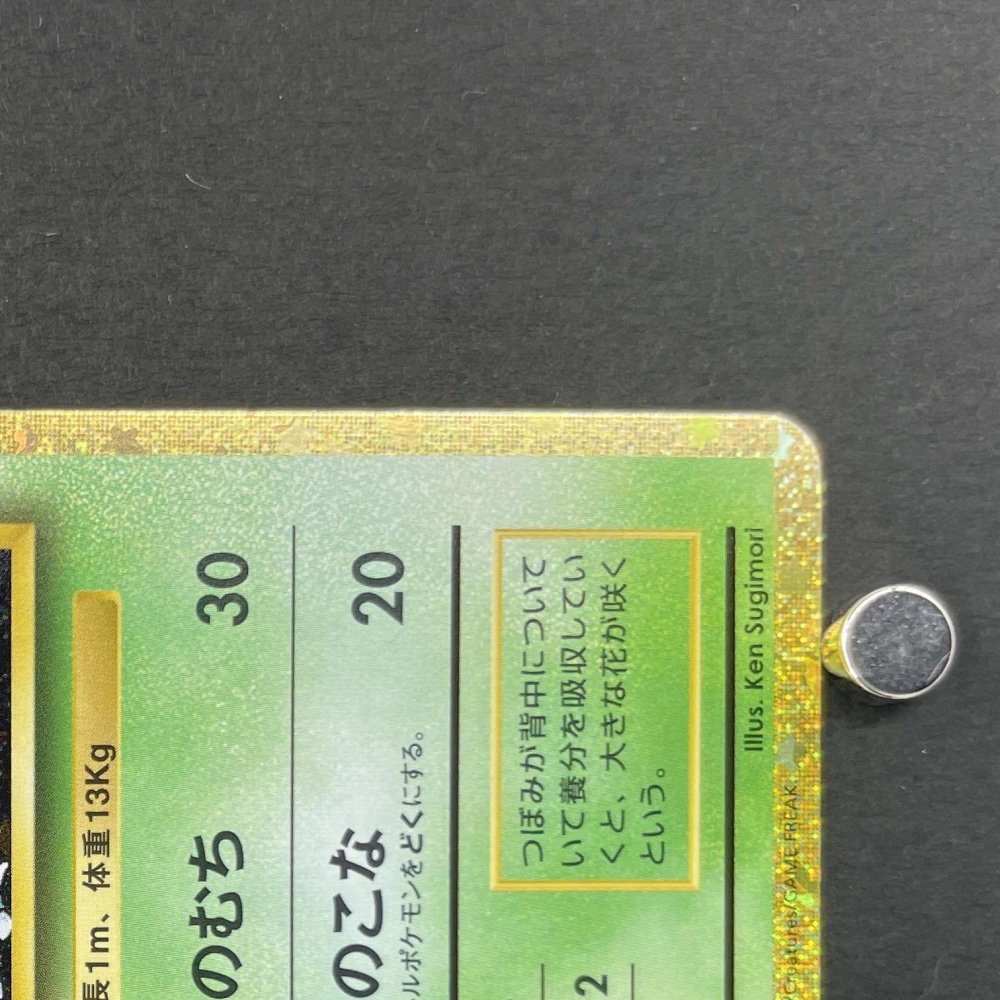 長1m、体重13Kg
のむち 30
のこな 20
ルポケモンをどくにする。
つぼみが背中について
いて養分を吸収してい
くと、大きな花が咲く
という。
2
Illus. Ken Sugimori
Creatures/GAME FREAK.